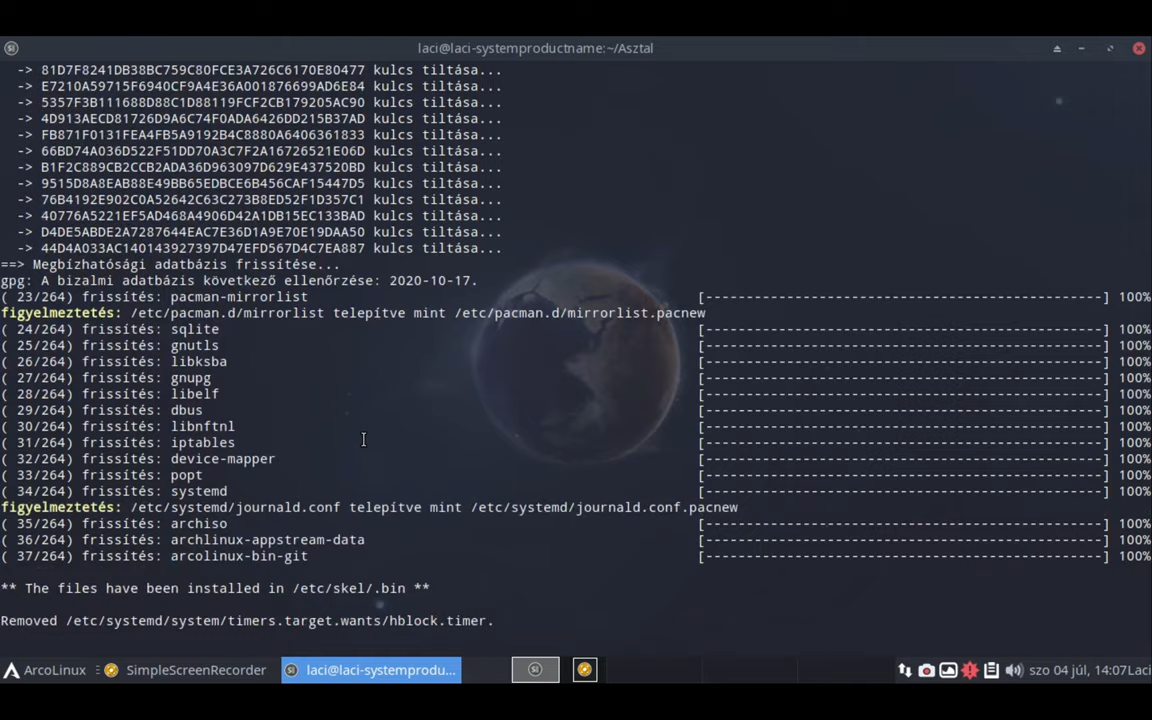 laci@laci-systemproductname:~/Asztal
-> 81D7F8241DB38BC759C80FCE3A726C6170E80477 kulcs tiltása...
-> E7210A59715F6940CF9A4E36A001876699AD6E84 kulcs tiltása...
-> 5357F3B111688D88C1D88119FCF2CB179205AC90 kulcs tiltása...
-> 4D913AECD81726D9A6C74F0ADA6426DD215B37AD kulcs tiltása...
-> FB871F0131FEA4FB5A9192B4C8880A6406361833 kulcs tiltása...
-> 66BD74A036D522F51DD70A3C7F2A16726521E06D kulcs tiltása...
-> B1F2C889CB2CCB2ADA36D963097D629E437520BD kulcs tiltása...
-> 9515D8A8EAB88E49BB65EDBCE6B456CAF15447D5 kulcs tiltása...
-> 76B4192E902C0A52642C63C273B8ED52F1D357C1 kulcs tiltása...
-> 40776A5221EF5AD468A4906D42A1DB15EC133BAD kulcs tiltása...
-> D4DE5ABDE2A7287644EAC7E36D1A9E70E19DAA50 kulcs tiltása...
-> 44D4A033AC140143927397D47EFD567D4C7EA887 kulcs tiltása...
==> Megbízhatósági adatbázis frissítése...
gpg: A bizalmi adatbázis következő ellenőrzése: 2020-10-17.
( 23/264) frissítés: pacman-mirrorlist [------------------------------------------------] 100%
figyelmeztetés: /etc/pacman.d/mirrorlist telepítve mint /etc/pacman.d/mirrorlist.pacnew
( 24/264) frissítés: sqlite [------------------------------------------------] 100%
( 25/264) frissítés: gnutls [------------------------------------------------] 100%
( 26/264) frissítés: libksba [------------------------------------------------] 100%
( 27/264) frissítés: gnupg [------------------------------------------------] 100%
( 28/264) frissítés: libelf [------------------------------------------------] 100%
( 29/264) frissítés: dbus [------------------------------------------------] 100%
( 30/264) frissítés: libnftnl [------------------------------------------------] 100%
( 31/264) frissítés: iptables [------------------------------------------------] 100%
( 32/264) frissítés: device-mapper [------------------------------------------------] 100%
( 33/264) frissítés: popt [------------------------------------------------] 100%
( 34/264) frissítés: systemd [------------------------------------------------] 100%
figyelmeztetés: /etc/systemd/journald.conf telepítve mint /etc/systemd/journald.conf.pacnew
( 35/264) frissítés: archiso [------------------------------------------------] 100%
( 36/264) frissítés: archlinux-appstream-data [------------------------------------------------] 100%
( 37/264) frissítés: arcolinux-bin-git [------------------------------------------------] 100%
** The files have been installed in /etc/skel/.bin **
Removed /etc/systemd/system/timers.target.wants/hblock.timer.
ArcoLinux SimpleScreenRecorder laci@laci-systemprodu... szo 04 júl, 14:07 Laci